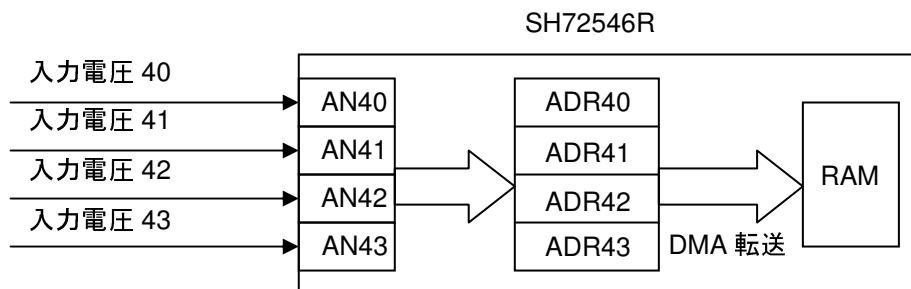 SH72546R
入力電圧 40
入力電圧 41
入力電圧 42
入力電圧 43
AN40
AN41
AN42
AN43
ADR40
ADR41
ADR42
ADR43
DMA 転送
RAM